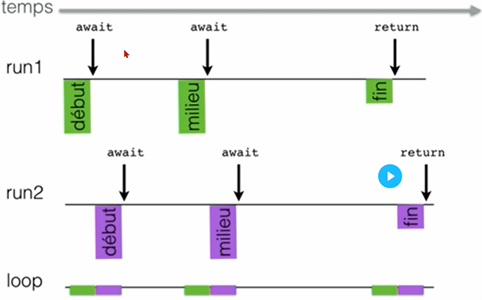 temps
await await return
run1
début milieu fin
await await return
run2
début milieu fin
loop